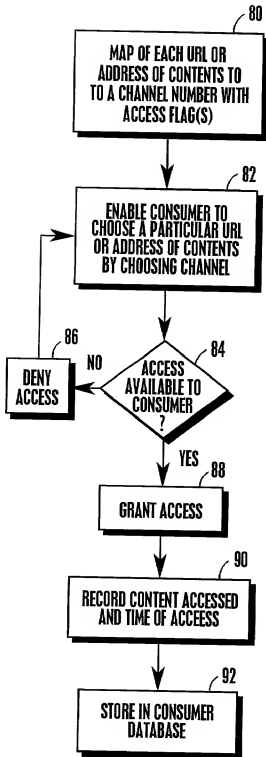 80
MAP OF EACH URL OR
ADDRESS OF CONTENTS TO
TO A CHANNEL NUMBER WITH
ACCESS FLAG(S)
82
ENABLE CONSUMER TO
CHOOSE A PARTICULAR URL
OR ADDRESS OF CONTENTS
BY CHOOSING CHANNEL
84
ACCESS
AVAILABLE TO
CONSUMER
?
NO
86
DENY
ACCESS
YES
88
GRANT ACCESS
90
RECORD CONTENT ACCESSED
AND TIME OF ACCEESS
92
STORE IN CONSUMER
DATABASE